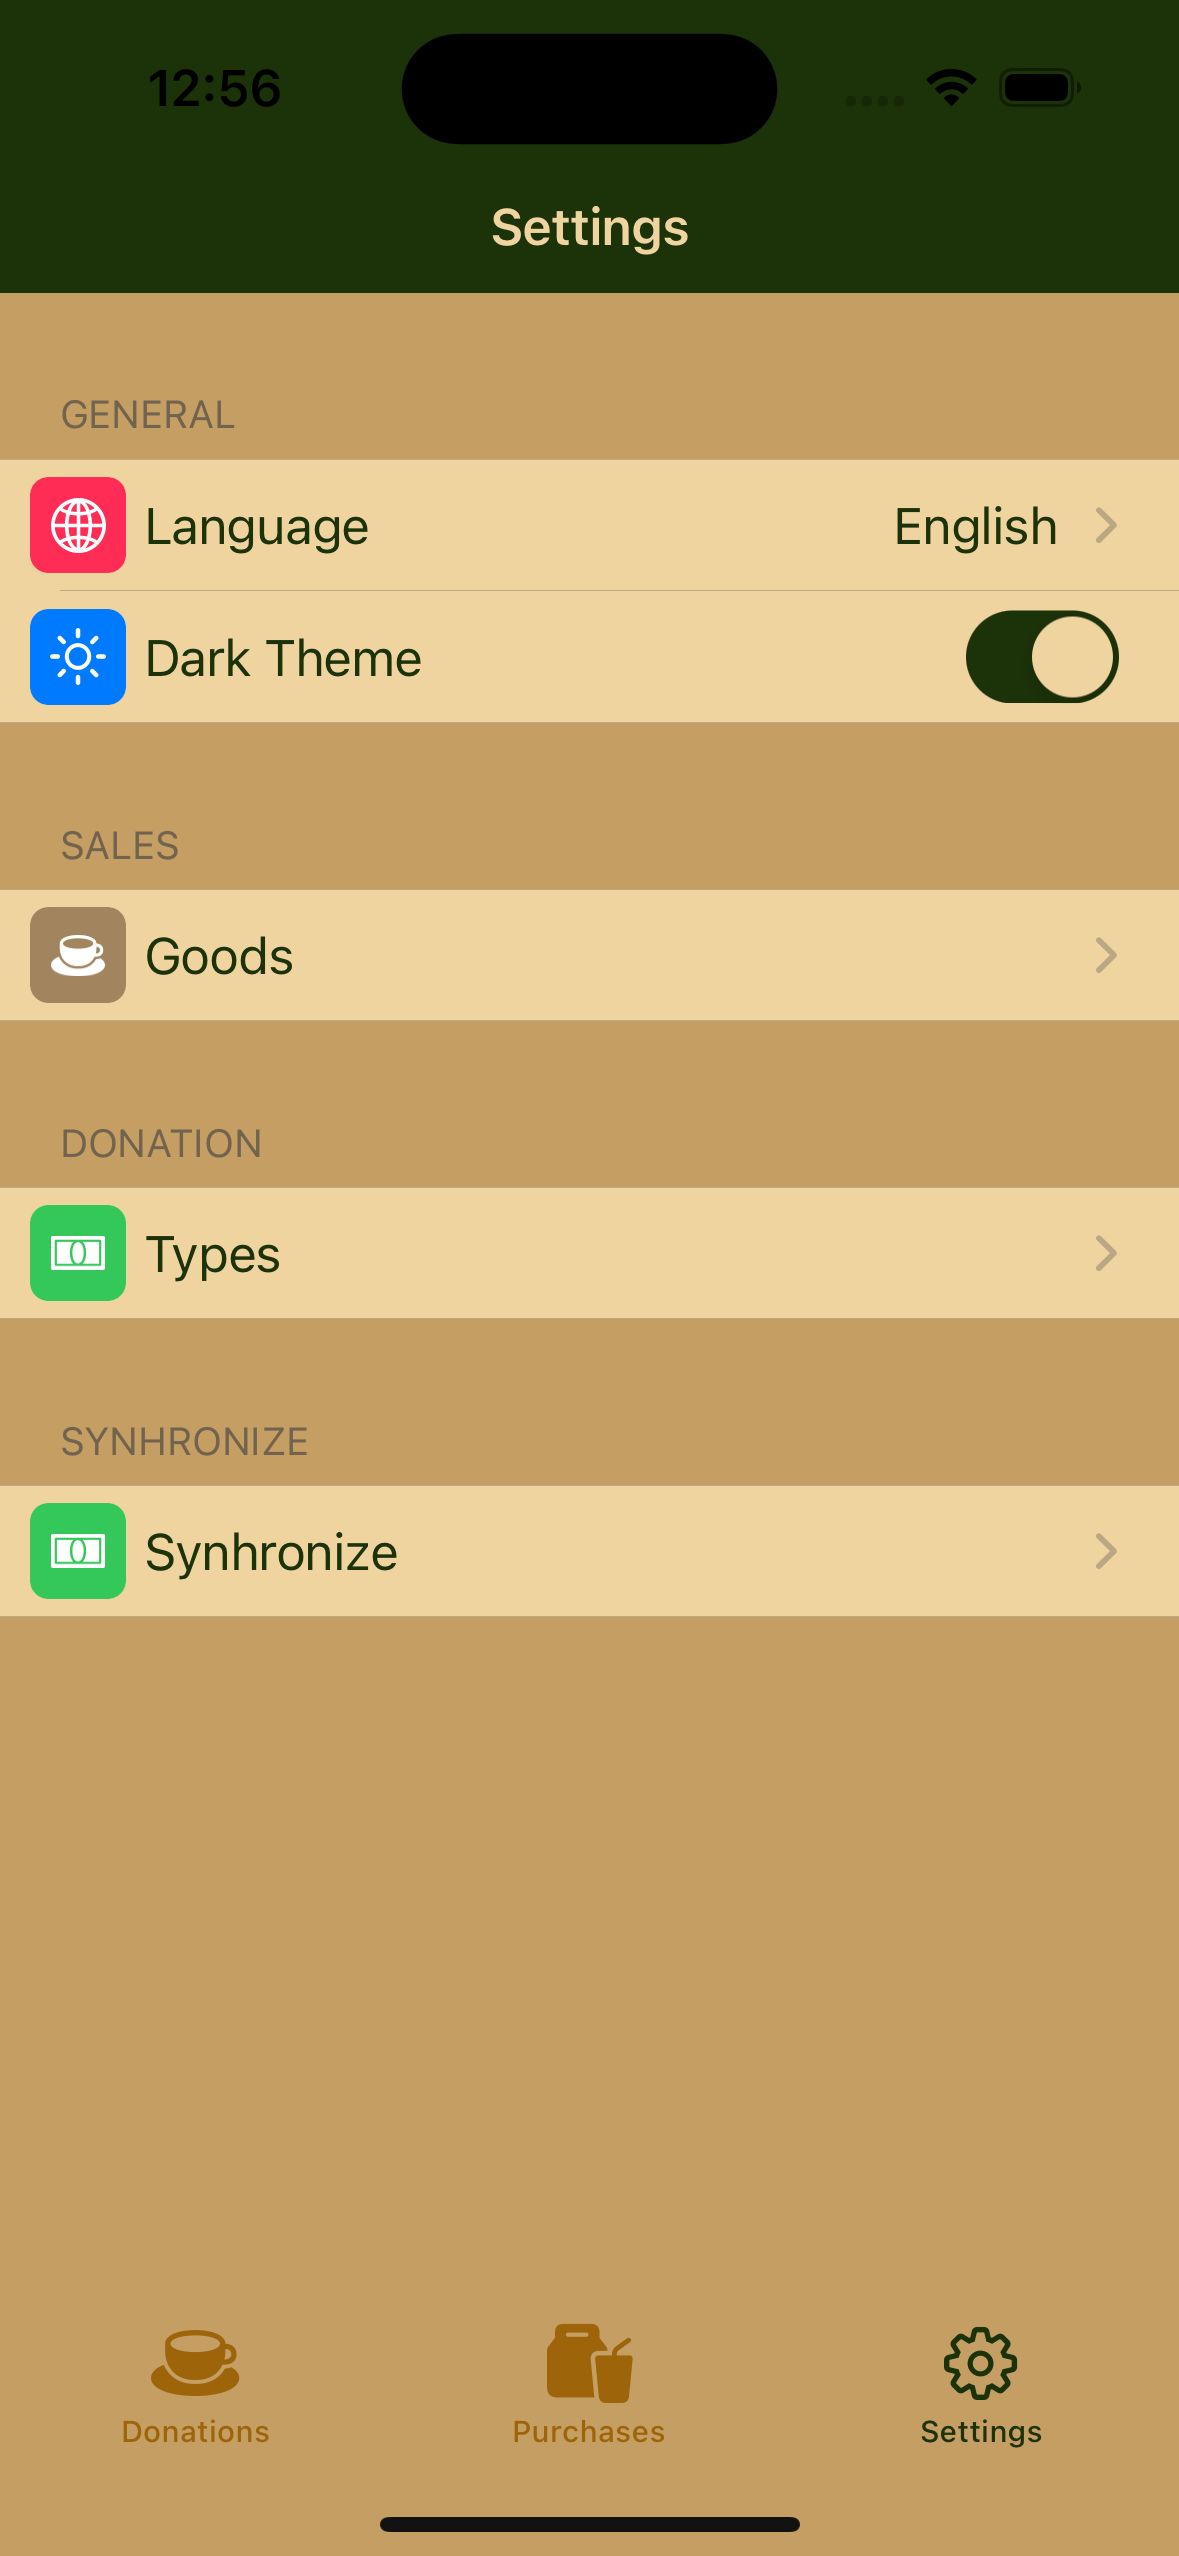 12:56
Settings
GENERAL
Language English
Dark Theme
SALES
Goods
DONATION
Types
SYNHRONIZE
Synhronize
Donations Purchases Settings